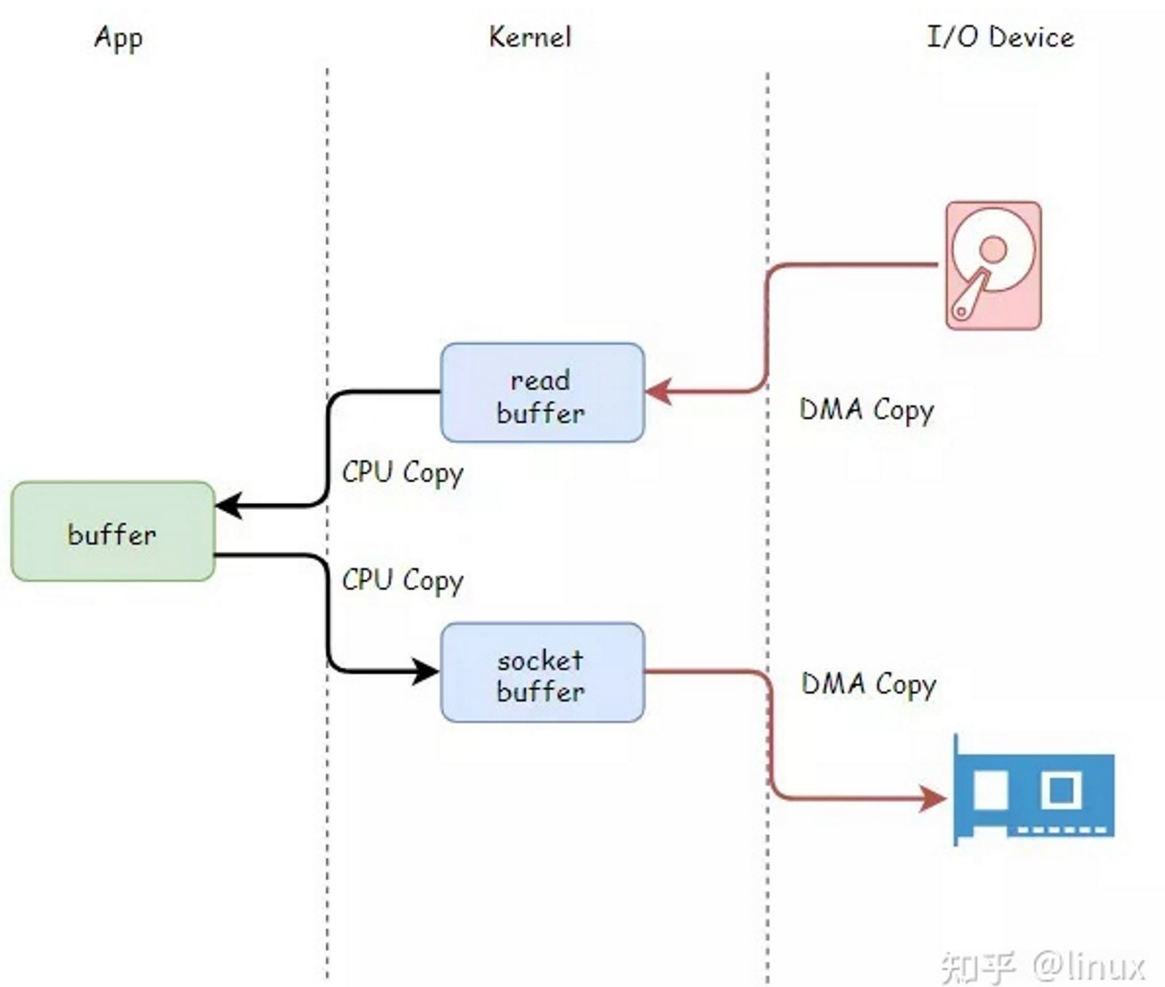 App
Kernel
I/O Device
read
buffer
DMA Copy
CPU Copy
buffer
CPU Copy
socket
buffer
DMA Copy
知乎 @linux